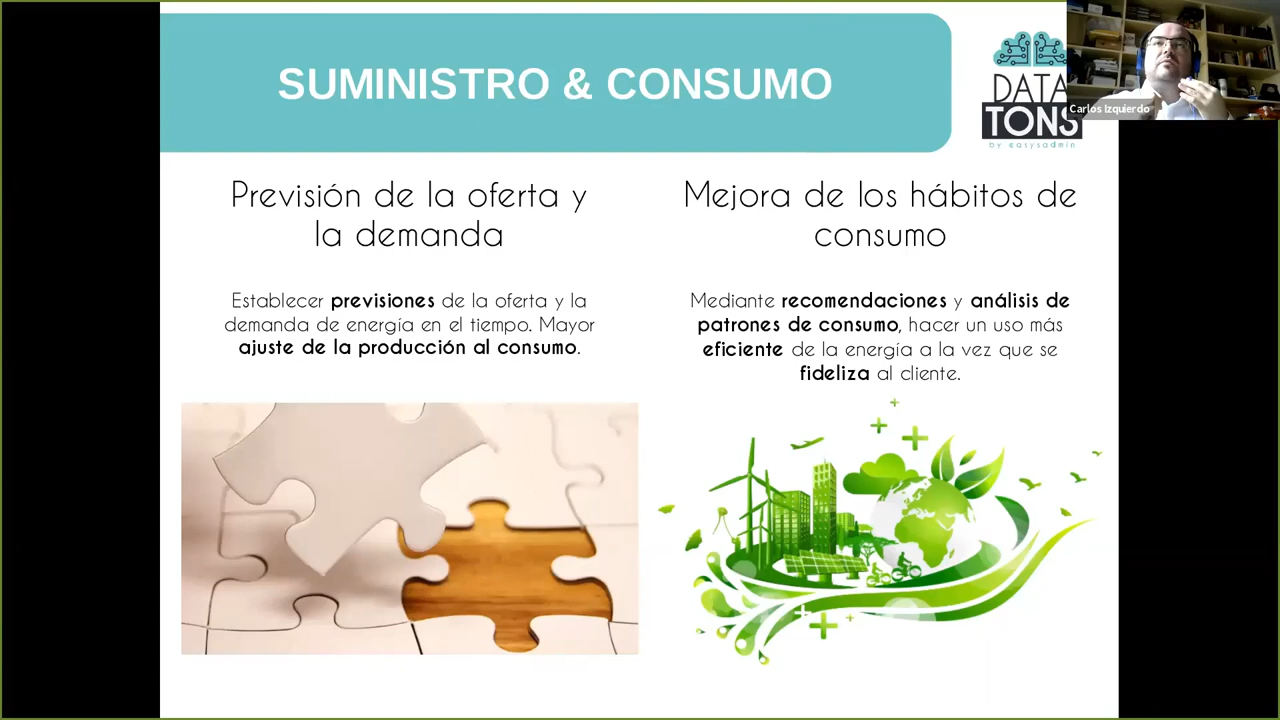 SUMINISTRO & CONSUMO
DATA
TONS
by easysadmin
Carlos Izquierdo
Previsión de la oferta y
la demanda
Establecer previsiones de la oferta y la
demanda de energía en el tiempo. Mayor
ajuste de la producción al consumo.
Mejora de los hábitos de
consumo
Mediante recomendaciones y análisis de
patrones de consumo, hacer un uso más
eficiente de la energía a la vez que se
fideliza al cliente.